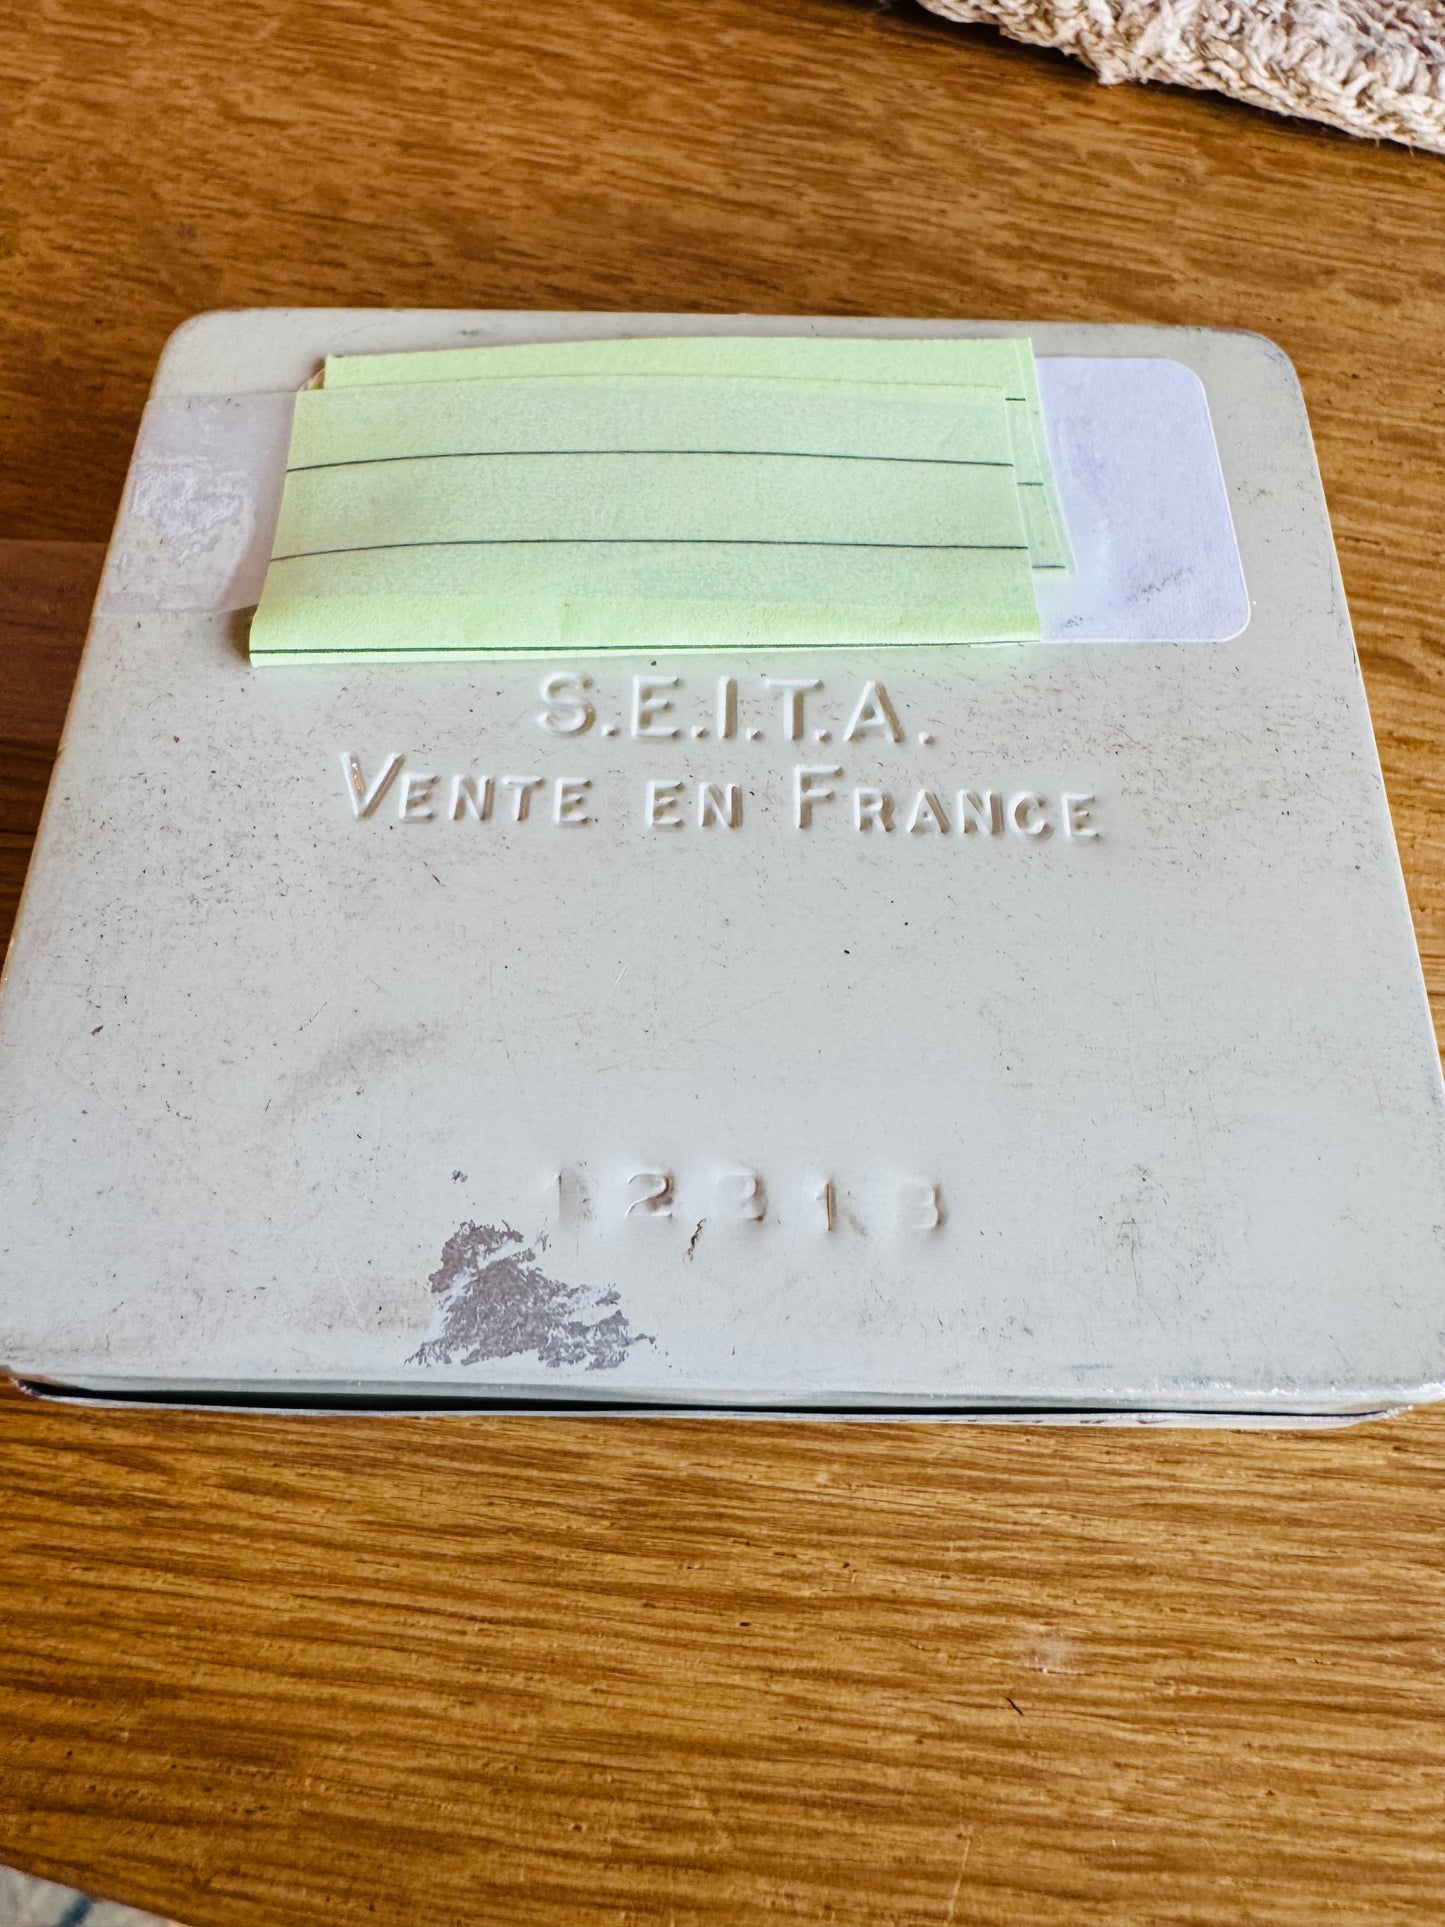 S.E.I.T.A.
VENTE EN FRANCE
12313